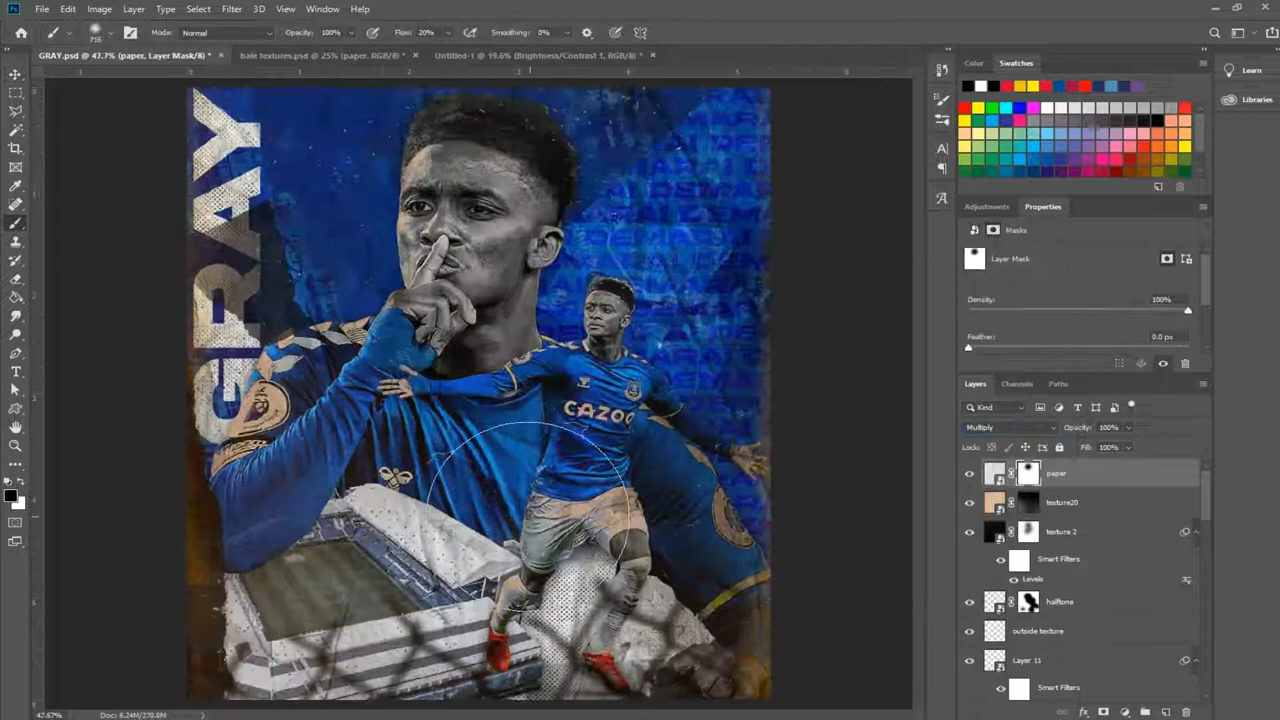 File Edit Image Layer Type Select Filter 3D View Window Help
716 Mode: Normal Opacity: 100% Flow: 20% Smoothing: 0%
GRAY.psd @ 47.7% (paper, Layer Mask/8) * bale textures.psd @ 25% (paper, RGB/8) * Untitled-1 @ 19.6% (Brightness/Contrast 1, RGB/8) *
Color Swatches
Learn
Libraries
Adjustments Properties
Masks
Layer Mask
Density: 100%
Feather: 0.0 px
Layers Channels Paths
Kind
Multiply Opacity: 100%
Locks: Fill: 100%
paper
texture20
texture 2
Smart Filters
Levels
halftone
outside texture
Layer 11
Smart Filters
GRAY
CAZOO
47.67% Docs: 8.24M/270.8M